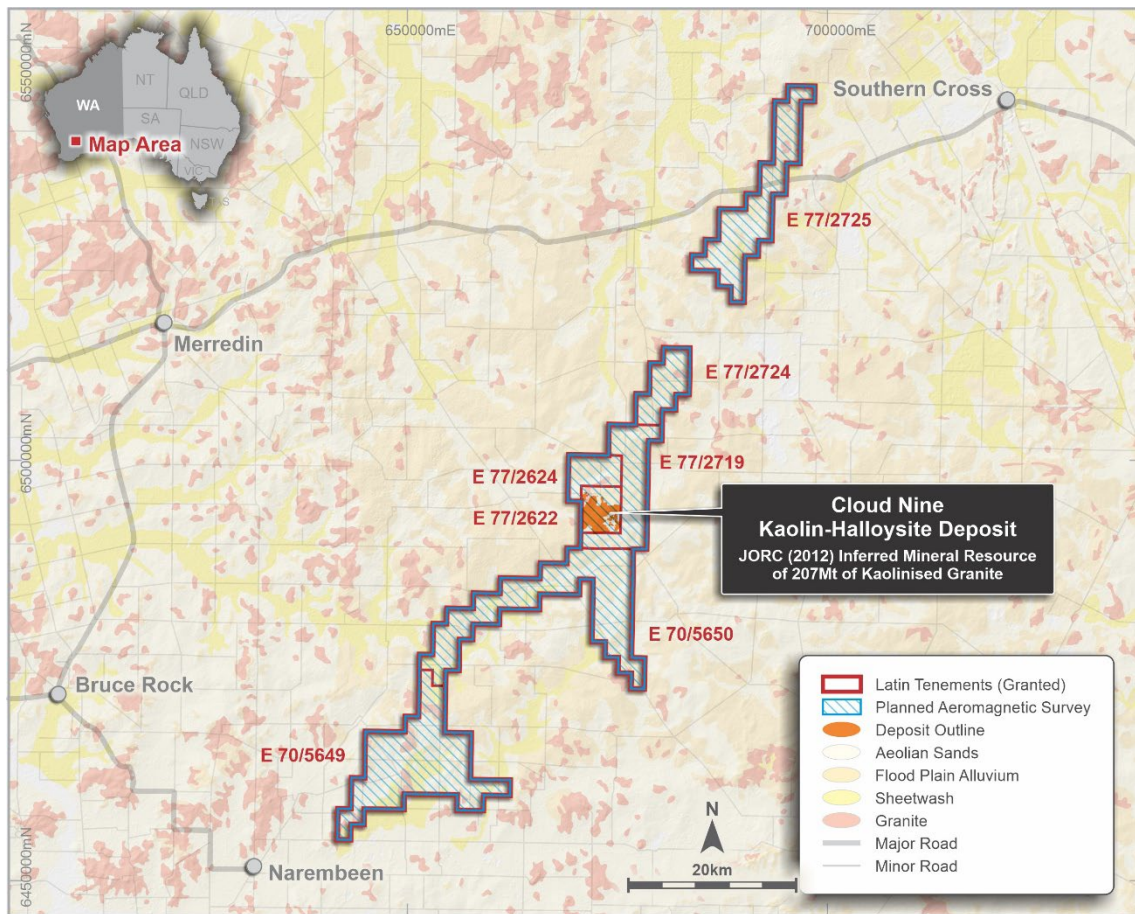 650000mE
700000mE
6550000mN
6500000mN
6450000mN
WA
NT
QLD
SA
NSW
VIC
Map Area
Southern Cross
E 77/2725
Merredin
E 77/2724
E 77/2624
E 77/2719
E 77/2622
Cloud Nine
Kaolin-Halloysite Deposit
JORC (2012) Inferred Mineral Resource
of 207Mt of Kaolinised Granite
E 70/5650
Bruce Rock
E 70/5649
Narembeen
N
20km
Latin Tenements (Granted)
Planned Aeromagnetic Survey
Deposit Outline
Aeolian Sands
Flood Plain Alluvium
Sheetwash
Granite
Major Road
Minor Road